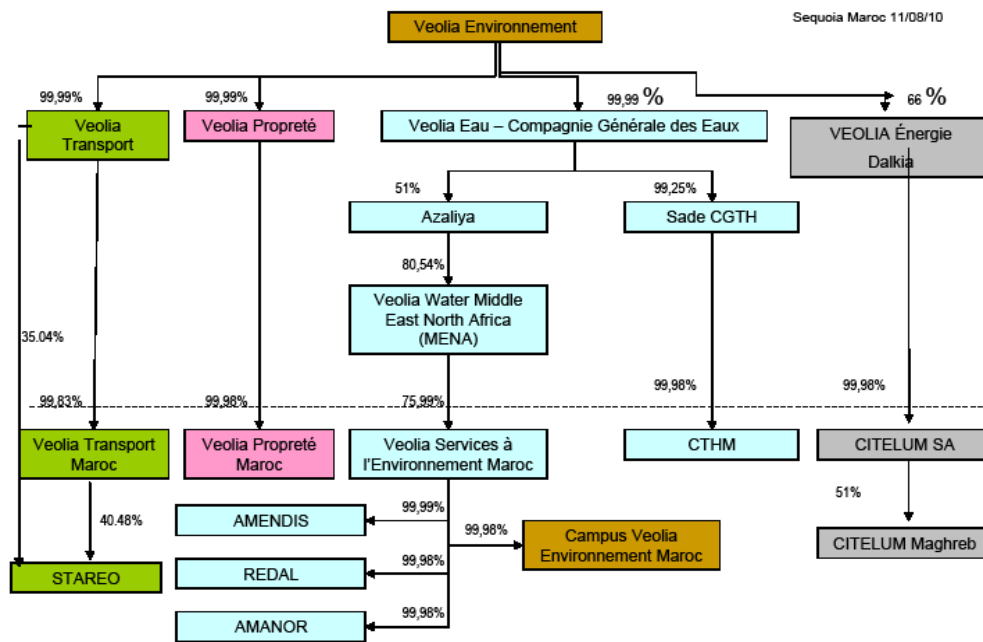 Veolia Environnement
Sequoia Maroc 11/08/10
99,99%
99,99%
99,99 %
66 %
Veolia
Transport
Veolia Propreté
Veolia Eau – Compagnie Générale des Eaux
VEOLIA Énergie
Dalkia
51%
99,25%
Azaliya
Sade CGTH
80,54%
Veolia Water Middle
East North Africa
(MENA)
35.04%
99,83%
99,98%
75,99%
99,98%
99,98%
Veolia Transport
Maroc
Veolia Propreté
Maroc
Veolia Services à
l'Environnement Maroc
CTHM
CITELUM SA
40.48%
99,99%
51%
AMENDIS
99,98%
Campus Veolia
Environnement Maroc
CITELUM Maghreb
99,98%
STAREO
REDAL
99,98%
AMANOR